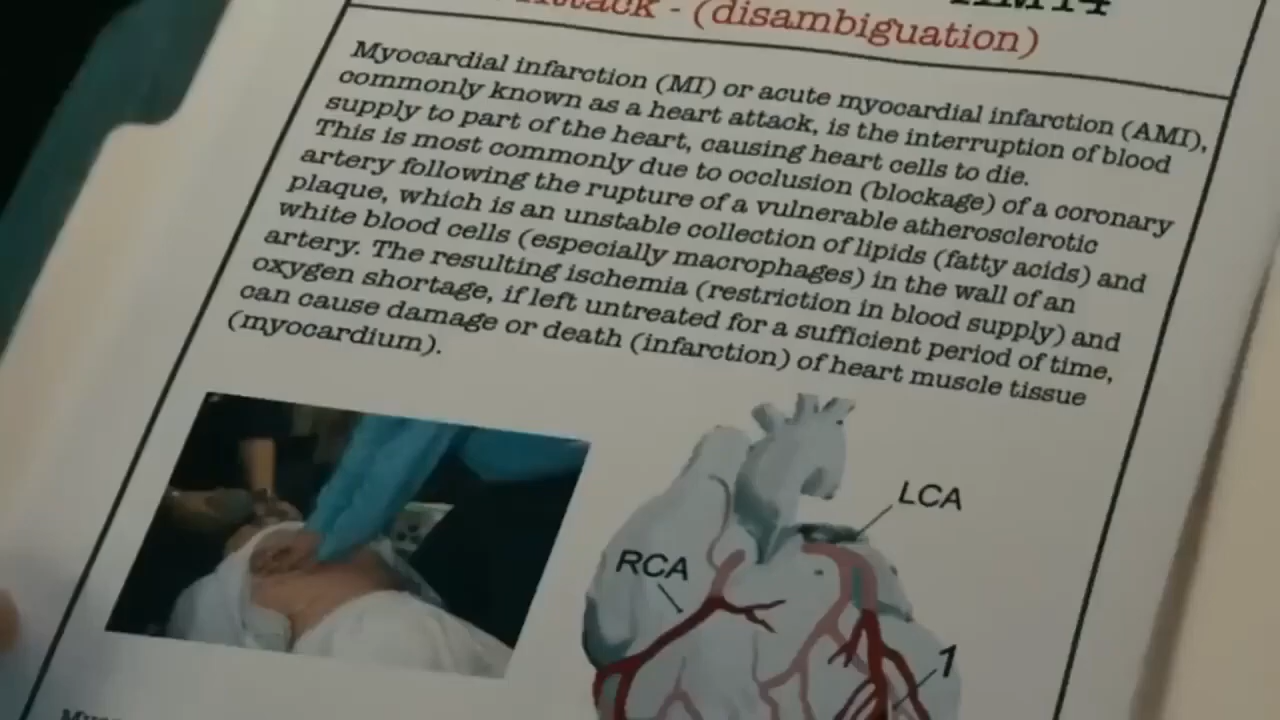 Attack - (disambiguation)
Myocardial infarction (MI) or acute myocardial infarction (AMI),
commonly known as a heart attack, is the interruption of blood
supply to part of the heart, causing heart cells to die.
This is most commonly due to occlusion (blockage) of a coronary
artery following the rupture of a vulnerable atherosclerotic
plaque, which is an unstable collection of lipids (fatty acids) and
white blood cells (especially macrophages) in the wall of an
artery. The resulting ischemia (restriction in blood supply) and
oxygen shortage, if left untreated for a sufficient period of time,
can cause damage or death (infarction) of heart muscle tissue
(myocardium).
LCA
RCA
1